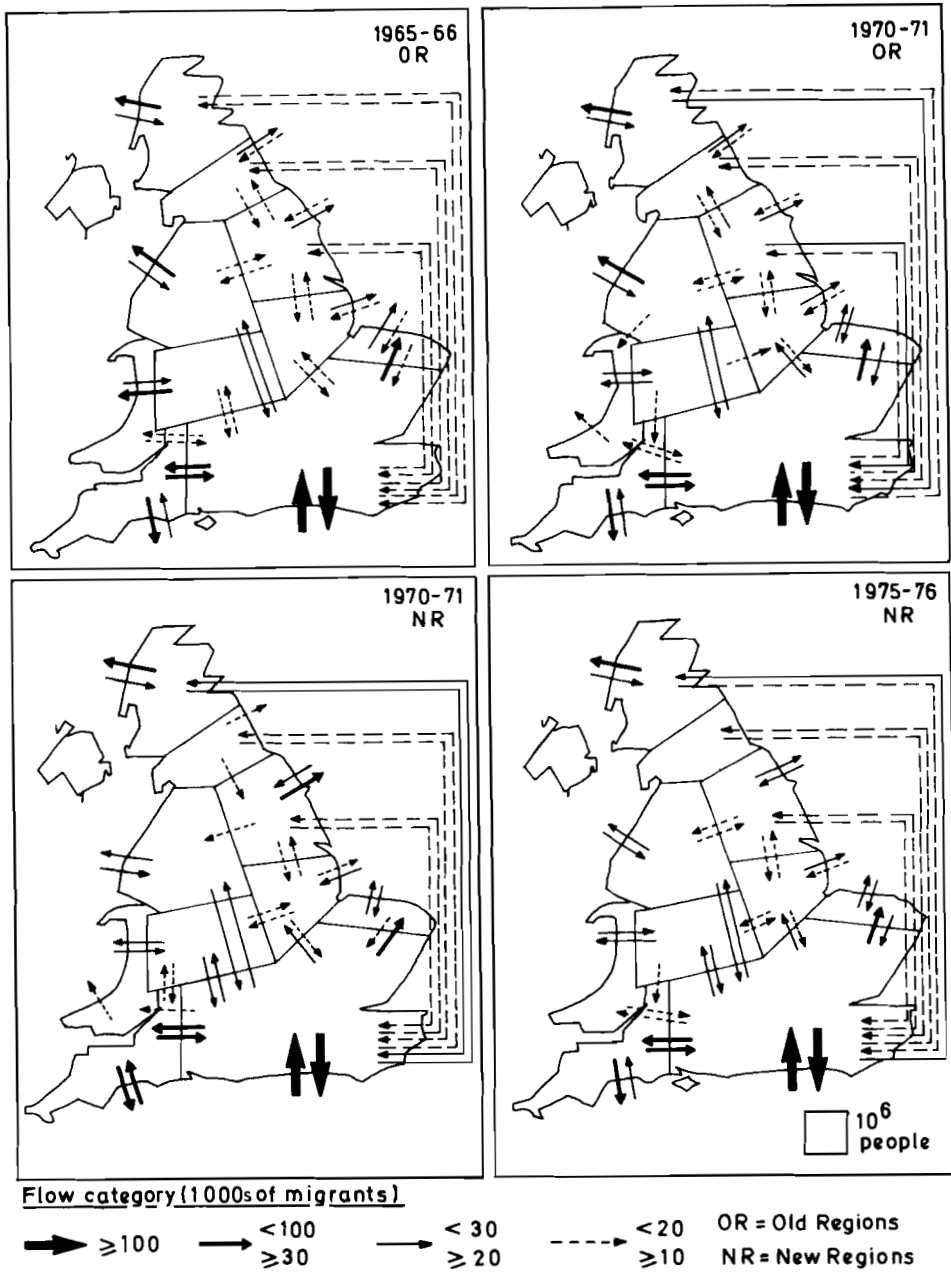 1965-66
OR
1970-71
OR
1970-71
NR
1975-76
NR
10⁶
people
Flow category (1000s of migrants)
≥100
<100
≥30
<30
≥20
<20
≥10
OR = Old Regions
NR = New Regions